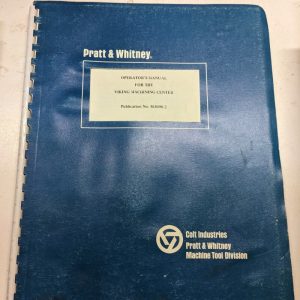 Pratt & Whitney.
OPERATOR'S MANUAL
FOR THE
VIKING MACHINING CENTER
Publication No.
Colt Industries
Pratt & Whitney
Machine Tool Division